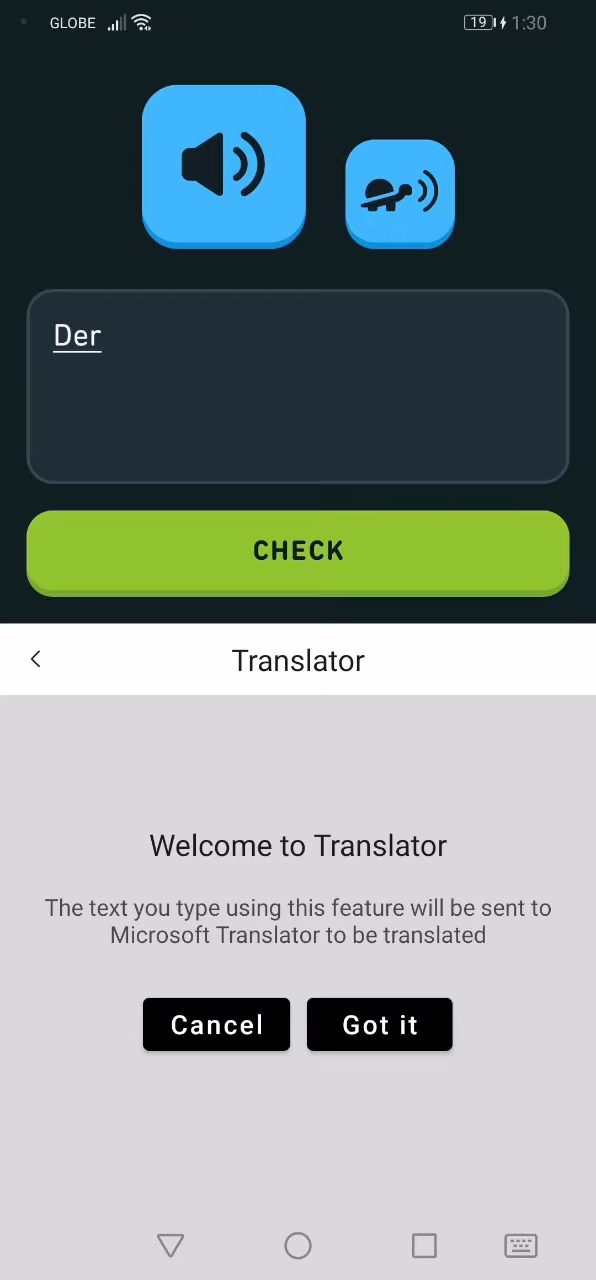 GLOBE 19 1:30
Der
CHECK
Translator
Welcome to Translator
The text you type using this feature will be sent to
Microsoft Translator to be translated
Cancel Got it